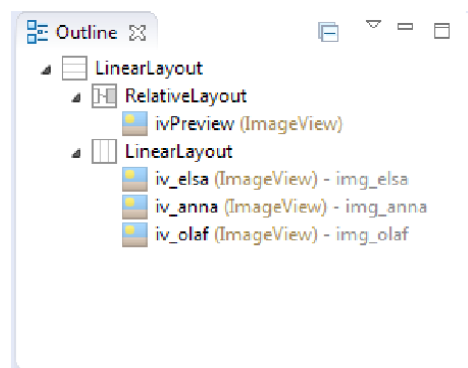 Outline
LinearLayout
RelativeLayout
ivPreview (ImageView)
LinearLayout
iv_elsa (ImageView) - img_elsa
iv_anna (ImageView) - img_anna
iv_olaf (ImageView) - img_olaf